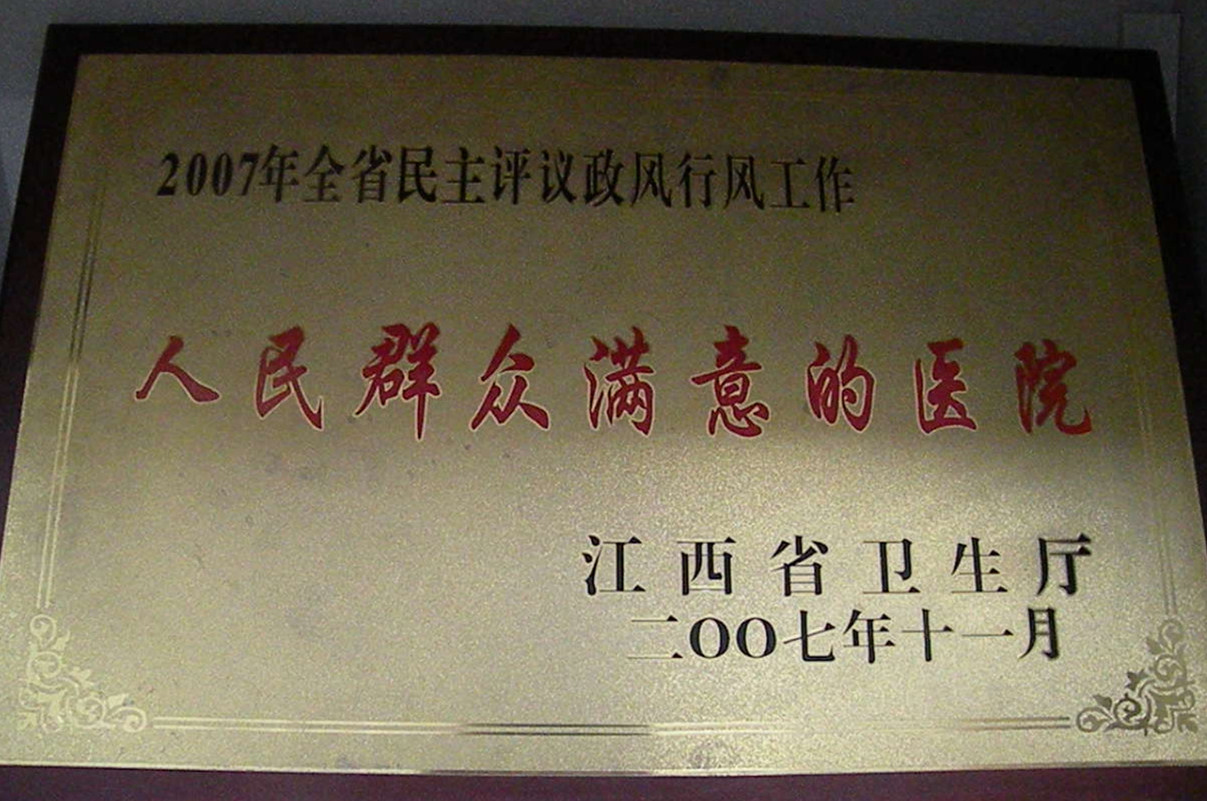 2007年全省民主评议政风行风工作
人民群众满意的医院
江西省卫生厅
二OO七年十一月